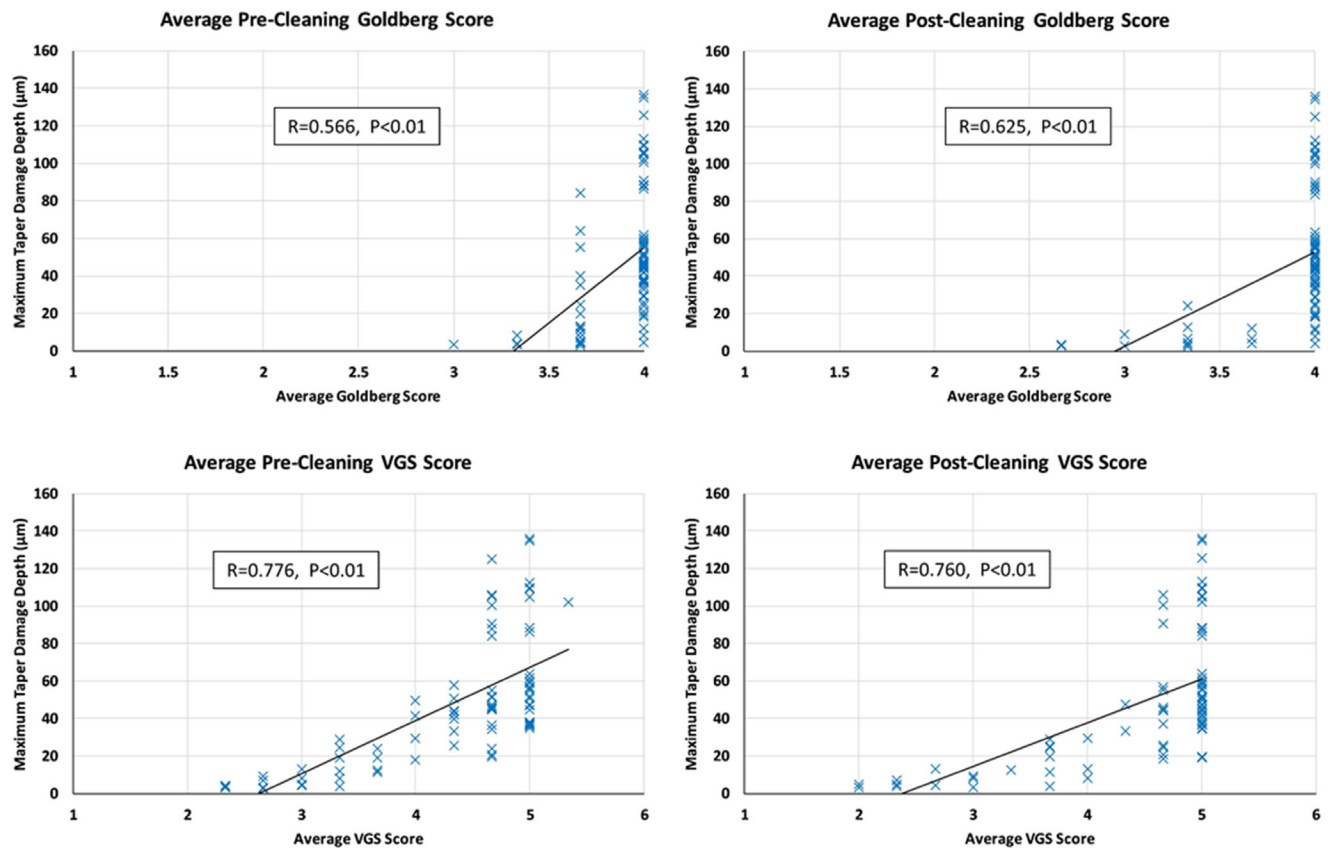 Average Pre-Cleaning Goldberg Score
160
140
120
100
80
60
40
20
0
Maximum Taper Damage Depth (µm)
R=0.566, P<0.01
1 1.5 2 2.5 3 3.5 4
Average Goldberg Score
Average Post-Cleaning Goldberg Score
160
140
120
100
80
60
40
20
0
Maximum Taper Damage Depth (µm)
R=0.625, P<0.01
1 1.5 2 2.5 3 3.5 4
Average Goldberg Score
Average Pre-Cleaning VGS Score
160
140
120
100
80
60
40
20
0
Maximum Taper Damage Depth (µm)
R=0.776, P<0.01
1 2 3 4 5 6
Average VGS Score
Average Post-Cleaning VGS Score
160
140
120
100
80
60
40
20
0
Maximum Taper Damage Depth (µm)
R=0.760, P<0.01
1 2 3 4 5 6
Average VGS Score